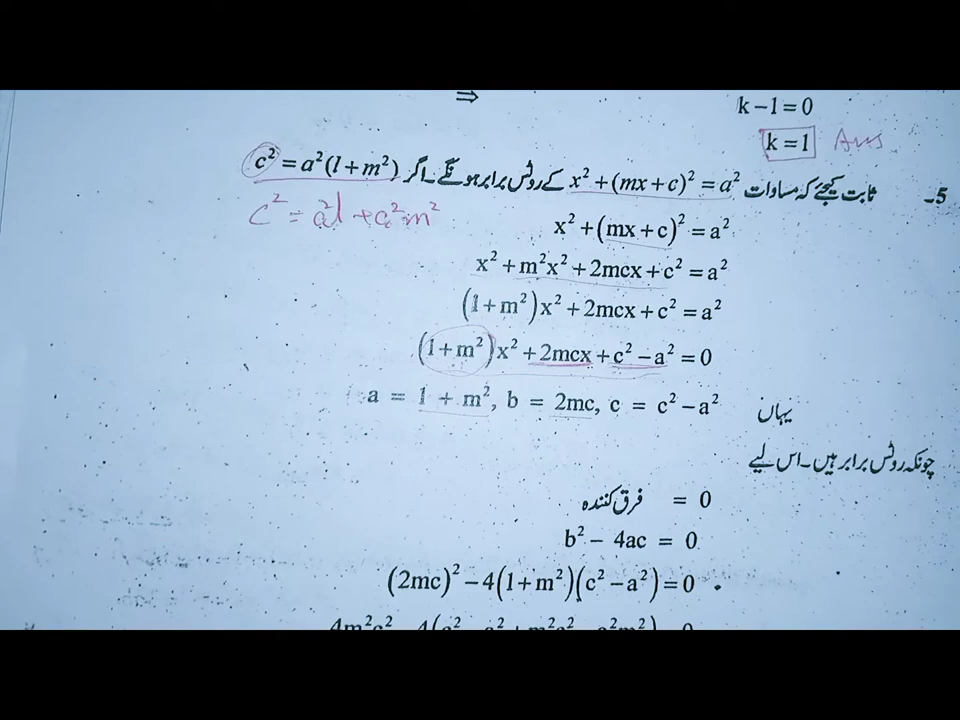 ⇒ k−1=0
k=1 Ans
5۔ ثابت کیجئے کہ مساوات x² + (mx + c)² = a² کے روٹس برابر ہونگے۔ اگر c² = a²(l + m²)
c² = a²l + a²m²
x² + (mx + c)² = a²
x² + m²x² + 2mcx + c² = a²
(1+m²)x² + 2mcx + c² = a²
(1+m²)x² + 2mcx + c² − a² = 0
یہاں a = 1 + m², b = 2mc, c = c² − a²
چونکہ روٹس برابر ہیں۔ اس لیے
فرق کنندہ = 0
b² − 4ac = 0
(2mc)² − 4(1+m²)(c² − a²) = 0